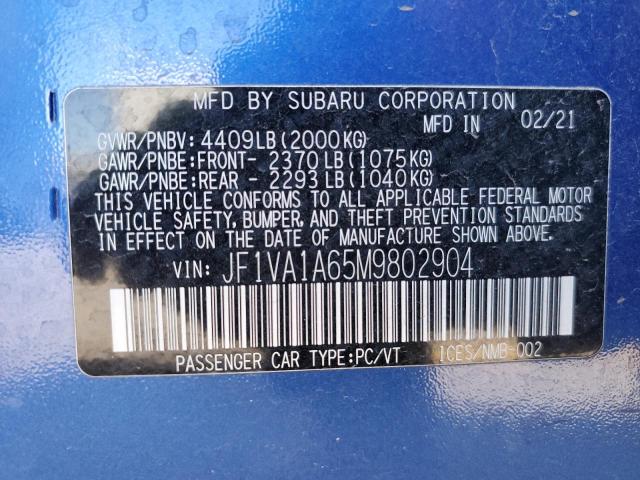 MFD BY SUBARU CORPORATION
MFD IN 02/21
GVWR/PNBV: 4409LB(2000KG)
GAWR/PNBE:FRONT- 2370LB(1075KG)
GAWR/PNBE:REAR - 2293LB(1040KG)
THIS VEHICLE CONFORMS TO ALL APPLICABLE FEDERAL MOTOR
VEHICLE SAFETY, BUMPER, AND THEFT PREVENTION STANDARDS
IN EFFECT ON THE DATE OF MANUFACTURE SHOWN ABOVE.
VIN: JF1VA1A65M9802904
PASSENGER CAR TYPE:PC/VT ICES/NMB-002